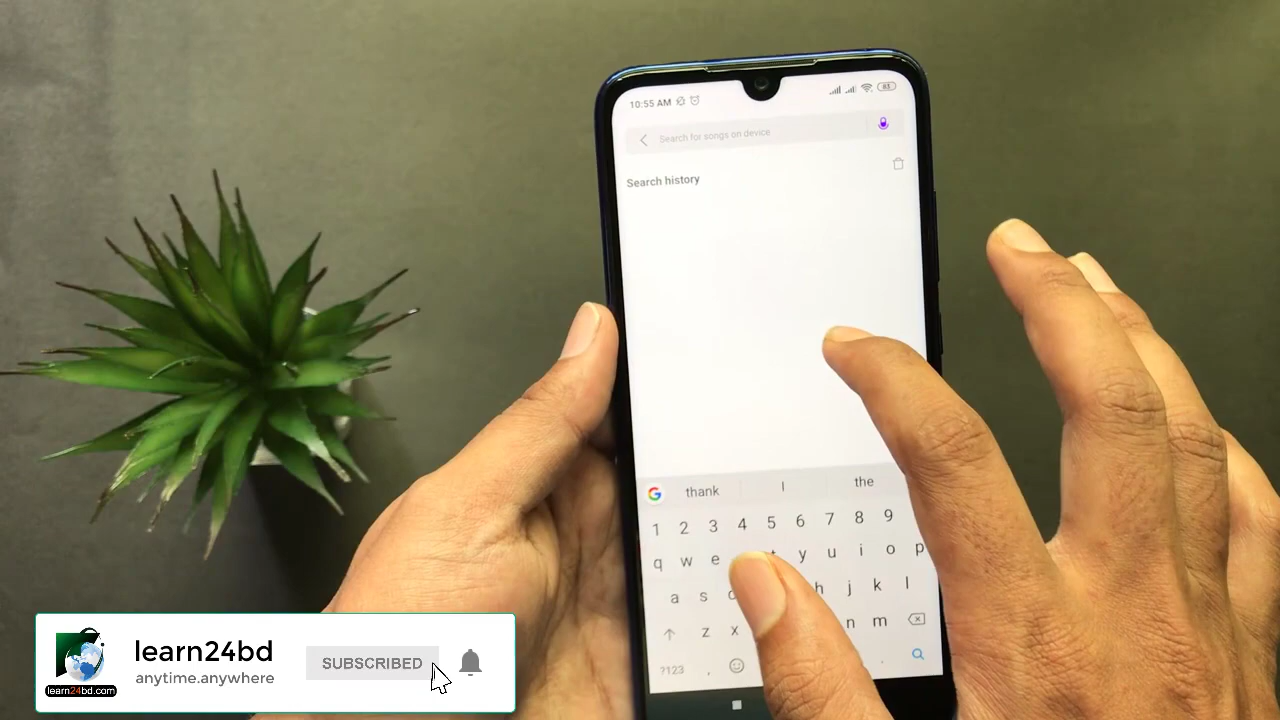 10:55 AM
83
Search for songs on device
Search history
thank I the
1 2 3 4 5 6 7 8 9
q w e t y u i o p
a s d h j k l
z x n m
?123 , .
learn24bd
anytime.anywhere
learn24bd.com
SUBSCRIBED